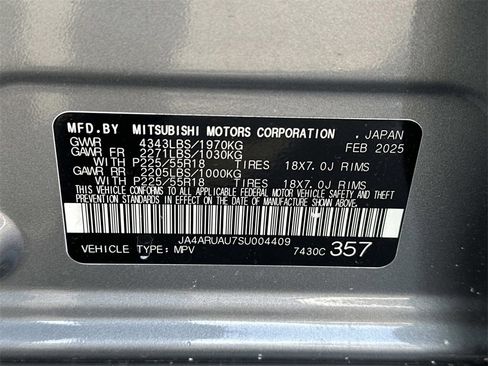 MFD.BY MITSUBISHI MOTORS CORPORATION . JAPAN
GVWR 4343LBS/1970KG FEB 2025
GAWR FR 2271LBS/1030KG
WITH P225/55R18 TIRES 18X7.0J RIMS
GAWR RR 2205LBS/1000KG
WITH P225/55R18 TIRES 18X7.0J RIMS
THIS VEHICLE CONFORMS TO ALL APPLICABLE FEDERAL MOTOR VEHICLE SAFETY AND THEFT
PREVENTION STANDARDS IN EFFECT ON THE DATE OF MANUFACTURE SHOWN ABOVE.
JA4ARUAU7SU004409
VEHICLE TYPE: MPV 7430C 357